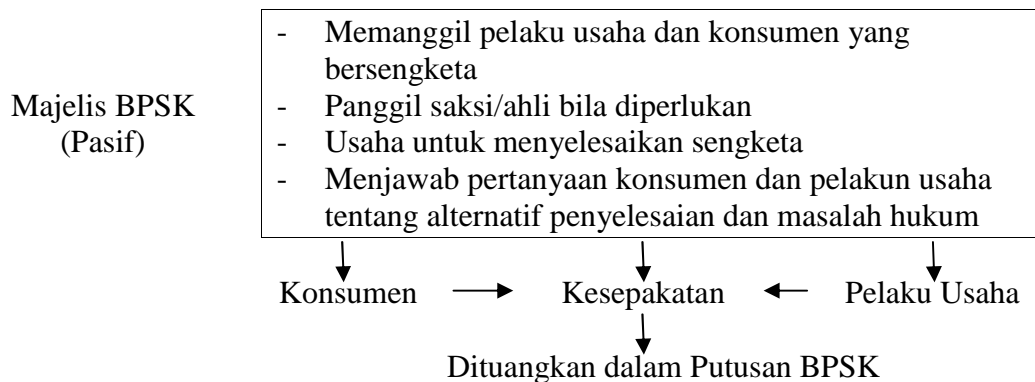 - Memanggil pelaku usaha dan konsumen yang
bersengketa
Majelis BPSK
(Pasif)
- Panggil saksi/ahli bila diperlukan
- Usaha untuk menyelesaikan sengketa
- Menjawab pertanyaan konsumen dan pelakun usaha
tentang alternatif penyelesaian dan masalah hukum
Konsumen Kesepakatan Pelaku Usaha
Dituangkan dalam Putusan BPSK